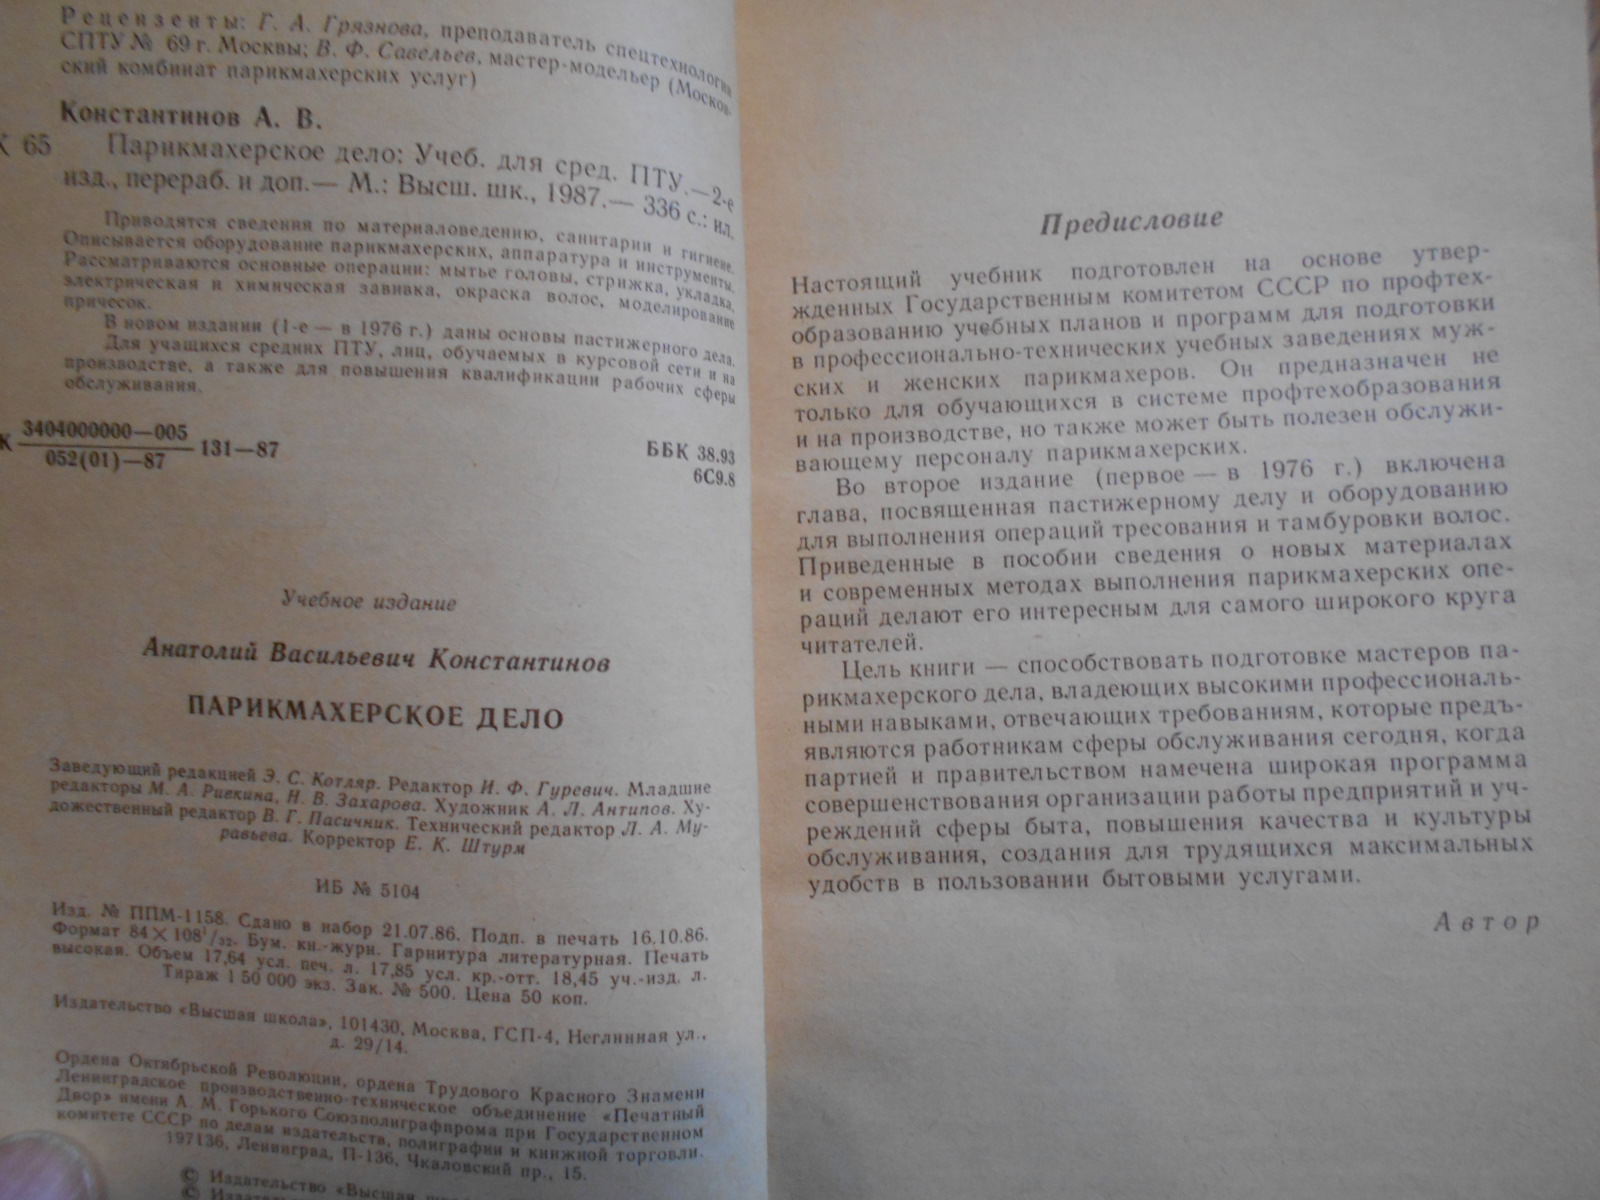 Рецензенты: Г. А. Грязнова, преподаватель спецтехнологии
СПТУ № 69 г. Москвы; В. Ф. Савельев, мастер-модельер (Москов-
ский комбинат парикмахерских услуг)
Константинов А. В.
К 65 Парикмахерское дело: Учеб. для сред. ПТУ.—2-е
изд., перераб. и доп.— М.: Высш. шк., 1987.— 336 с.: ил.
Приводятся сведения по материаловедению, санитарии и гигиене.
Описывается оборудование парикмахерских, аппаратура и инструменты.
Рассматриваются основные операции: мытье головы, стрижка, укладка,
электрическая и химическая завивка, окраска волос, моделирование
причесок.
В новом издании (1-е — в 1976 г.) даны основы пастижерного дела.
Для учащихся средних ПТУ, лиц, обучаемых в курсовой сети и на
производстве, а также для повышения квалификации рабочих сферы
обслуживания.
К 3404000000—005
052(01)—87
131—87
ББК 38.93
6С9.8
Учебное издание
Анатолий Васильевич Константинов
ПАРИКМАХЕРСКОЕ ДЕЛО
Заведующий редакцией Э. С. Котляр. Редактор И. Ф. Гуревич. Младшие
редакторы М. А. Ривкина, Н. В. Захарова. Художник А. Л. Антипов. Ху-
дожественный редактор В. Г. Пасичник. Технический редактор Л. А. Му-
равьева. Корректор Е. К. Штурм
ИБ № 5104
Изд. № ППМ-1158. Сдано в набор 21.07.86. Подп. в печать 16.10.86.
Формат 84×108¹/₃₂. Бум. кн.-журн. Гарнитура литературная. Печать
высокая. Объем 17,64 усл. печ. л. 17,85 усл. кр.-отт. 18,45 уч.-изд. л.
Тираж 150 000 экз. Зак. № 500. Цена 50 коп.
Издательство «Высшая школа», 101430, Москва, ГСП-4, Неглинная ул.,
д. 29/14.
Ордена Октябрьской Революции, ордена Трудового Красного Знамени
Ленинградское производственно-техническое объединение «Печатный
Двор» имени А. М. Горького Союзполиграфпрома при Государственном
комитете СССР по делам издательств, полиграфии и книжной торговли.
197136, Ленинград, П-136, Чкаловский пр., 15.
© Издательство «Высшая
© Издательство
Предисловие
Настоящий учебник подготовлен на основе утвер-
жденных Государственным комитетом СССР по профтех-
образованию учебных планов и программ для подготовки
в профессионально-технических учебных заведениях муж-
ских и женских парикмахеров. Он предназначен не
только для обучающихся в системе профтехобразования
и на производстве, но также может быть полезен обслужи-
вающему персоналу парикмахерских.
Во второе издание (первое — в 1976 г.) включена
глава, посвященная пастижерному делу и оборудованию
для выполнения операций тресования и тамбуровки волос.
Приведенные в пособии сведения о новых материалах
и современных методах выполнения парикмахерских опе-
раций делают его интересным для самого широкого круга
читателей.
Цель книги — способствовать подготовке мастеров па-
рикмахерского дела, владеющих высокими профессиональ-
ными навыками, отвечающих требованиям, которые предъ-
являются работникам сферы обслуживания сегодня, когда
партией и правительством намечена широкая программа
совершенствования организации работы предприятий и уч-
реждений сферы быта, повышения качества и культуры
обслуживания, создания для трудящихся максимальных
удобств в пользовании бытовыми услугами.
Автор